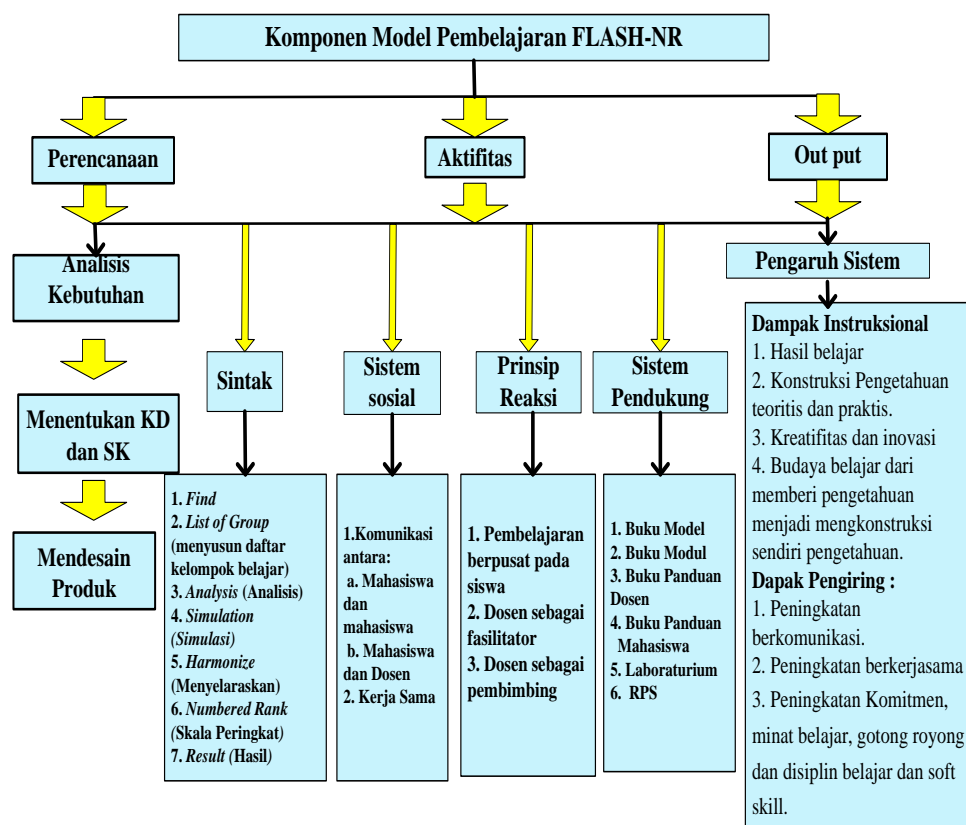 Komponen Model Pembelajaran FLASH-NR
Perencanaan
Aktifitas
Out put
Analisis
Kebutuhan
Pengaruh Sistem
Menentukan KD
dan SK
Mendesain
Produk
Sintak
Sistem
sosial
Prinsip
Reaksi
Sistem
Pendukung
1. Find
2. List of Group
(menyusun daftar
kelompok belajar)
3. Analysis (Analisis)
4. Simulation
(Simulasi)
5. Harmonize
(Menyelaraskan)
6. Numbered Rank
(Skala Peringkat)
7. Result (Hasil)
1.Komunikasi
antara:
a. Mahasiswa
dan
mahasiswa
b. Mahasiswa
dan Dosen
2. Kerja Sama
1. Pembelajaran
berpusat pada
siswa
2. Dosen sebagai
fasilitator
3. Dosen sebagai
pembimbing
1. Buku Model
2. Buku Modul
3. Buku Panduan
Dosen
4. Buku Panduan
Mahasiswa
5. Laboraturium
6. RPS
Dampak Instruksional
1. Hasil belajar
2. Konstruksi Pengetahuan
teoritis dan praktis.
3. Kreatifitas dan inovasi
4. Budaya belajar dari
memberi pengetahuan
menjadi mengkonstruksi
sendiri pengetahuan.
Dapak Pengiring :
1. Peningkatan
berkomunikasi.
2. Peningkatan berkerjasama
3. Peningkatan Komitmen,
minat belajar, gotong royong
dan disiplin belajar dan soft
skill.